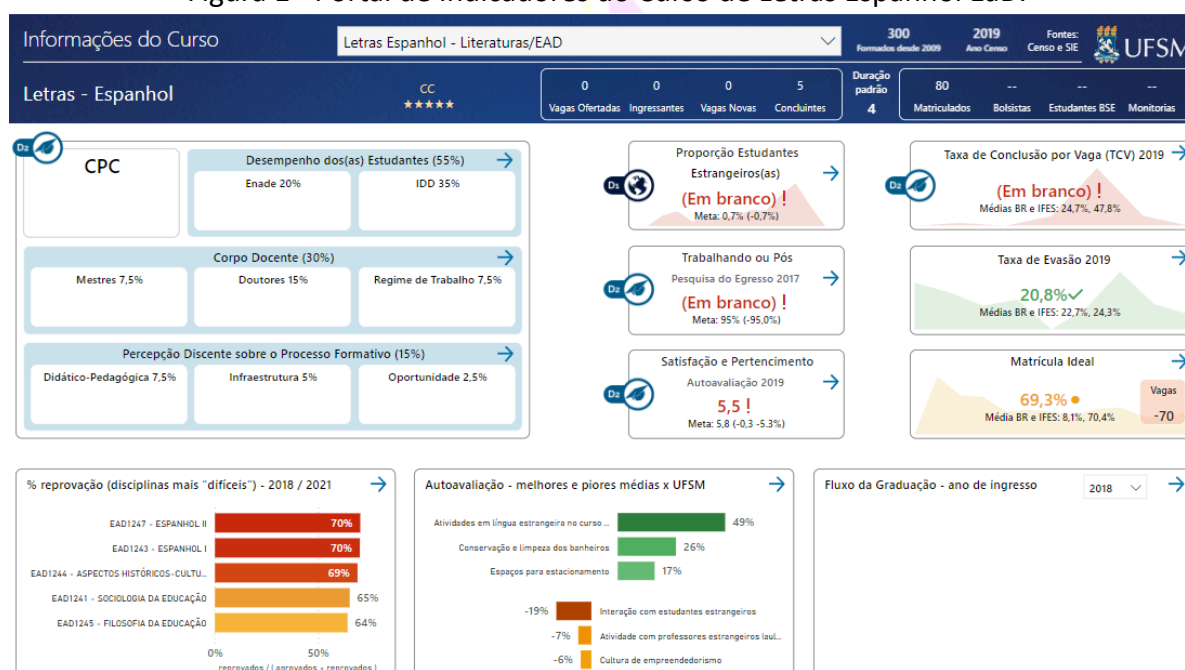 Informações do Curso
Letras Espanhol - Literaturas/EAD
300
Formados desde 2009
2019
Ano Censo
Fontes:
Censo e SIE
UFSM
Letras - Espanhol
CC
★★★★★
0
Vagas Ofertadas
0
Ingressantes
0
Vagas Novas
5
Concluintes
Duração
padrão
4
80
Matriculados
--
Bolsistas
--
Estudantes BSE
--
Monitorias
D2
CPC
Desempenho dos(as) Estudantes (55%)
Enade 20%
IDD 35%
Corpo Docente (30%)
Mestres 7,5%
Doutores 15%
Regime de Trabalho 7,5%
Percepção Discente sobre o Processo Formativo (15%)
Didático-Pedagógica 7,5%
Infraestrutura 5%
Oportunidade 2,5%
D1
Proporção Estudantes
Estrangeiros(as)
(Em branco) !
Meta: 0,7% (-0,7%)
D2
Trabalhando ou Pós
Pesquisa do Egresso 2017
(Em branco) !
Meta: 95% (-95,0%)
D2
Satisfação e Pertencimento
Autoavaliação 2019
5,5 !
Meta: 5,8 (-0,3 -5.3%)
D2
Taxa de Conclusão por Vaga (TCV) 2019
(Em branco) !
Médias BR e IFES: 24,7%, 47,8%
Taxa de Evasão 2019
20,8%✓
Médias BR e IFES: 22,7%, 24,3%
Matrícula Ideal
69,3%
Média BR e IFES: 8,1%, 70,4%
Vagas
-70
% reprovação (disciplinas mais "difíceis") - 2018 / 2021
EAD1247 - ESPANHOL II
70%
EAD1243 - ESPANHOL I
70%
EAD1244 - ASPECTOS HISTÓRICOS-CULTU...
69%
EAD1241 - SOCIOLOGIA DA EDUCAÇÃO
65%
EAD1245 - FILOSOFIA DA EDUCAÇÃO
64%
0%
50%
reprovados / ( aprovados + reprovados )
Autoavaliação - melhores e piores médias x UFSM
Atividades em língua estrangeira no curso ...
49%
Conservação e limpeza dos banheiros
26%
Espaços para estacionamento
17%
-19%
Interação com estudantes estrangeiros
-7%
Atividade com professores estrangeiros (aul...
-6%
Cultura de empreendedorismo
Fluxo da Graduação - ano de ingresso
2018